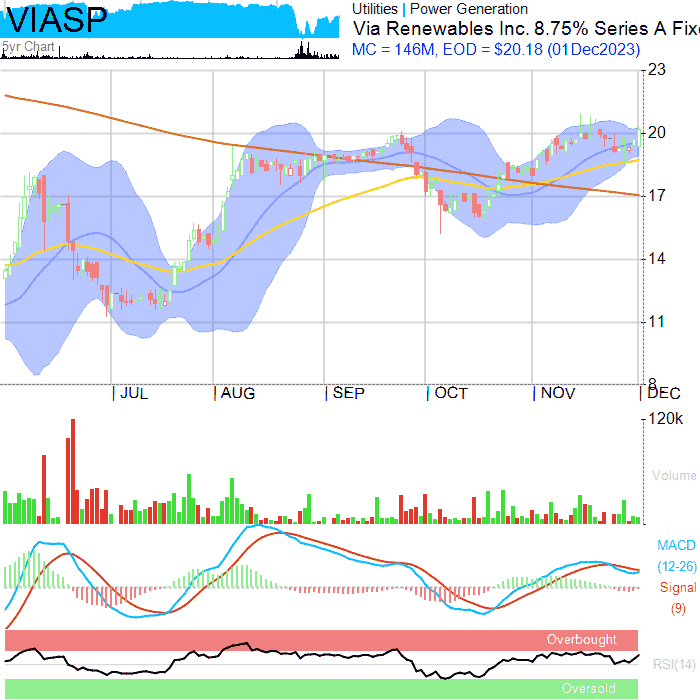 VIASP
5yr Chart
Utilities | Power Generation
Via Renewables Inc. 8.75% Series A Fix
MC = 146M, EOD = $20.18 (01Dec2023)
23
20
17
14
11
8
JUL
AUG
SEP
OCT
NOV
DEC
120k
Volume
MACD
(12-26)
Signal
(9)
Overbought
RSI(14)
Oversold